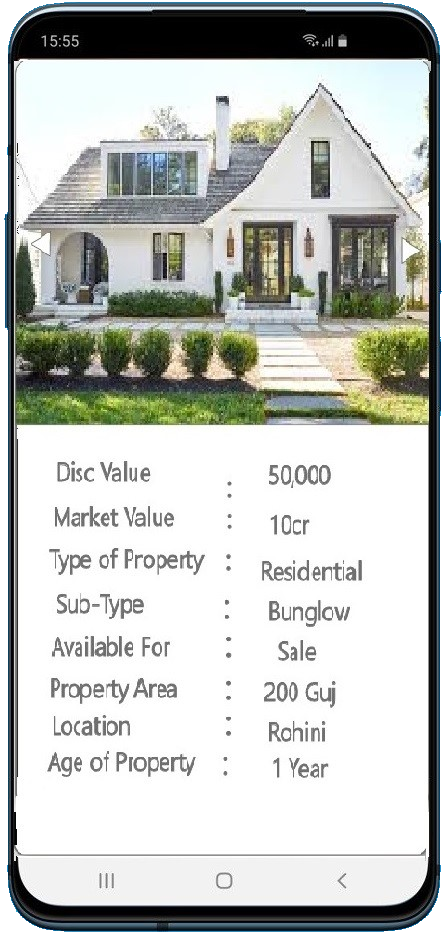 15:55
Disc Value : 50,000
Market Value : 10cr
Type of Property : Residential
Sub-Type : Bunglow
Available For : Sale
Property Area : 200 Guj
Location : Rohini
Age of Property : 1 Year